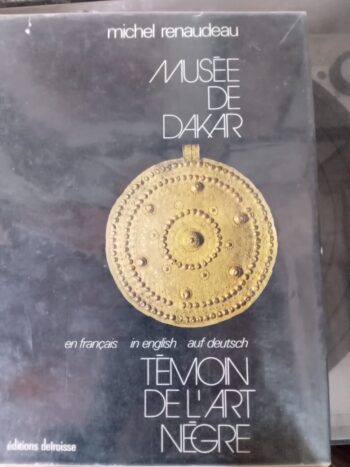 michel renaudeau
MUSÉE
DE
DAKAR
en français in english auf deutsch
TÉMOIN
DE L'ART
NÈGRE
éditions delroisse